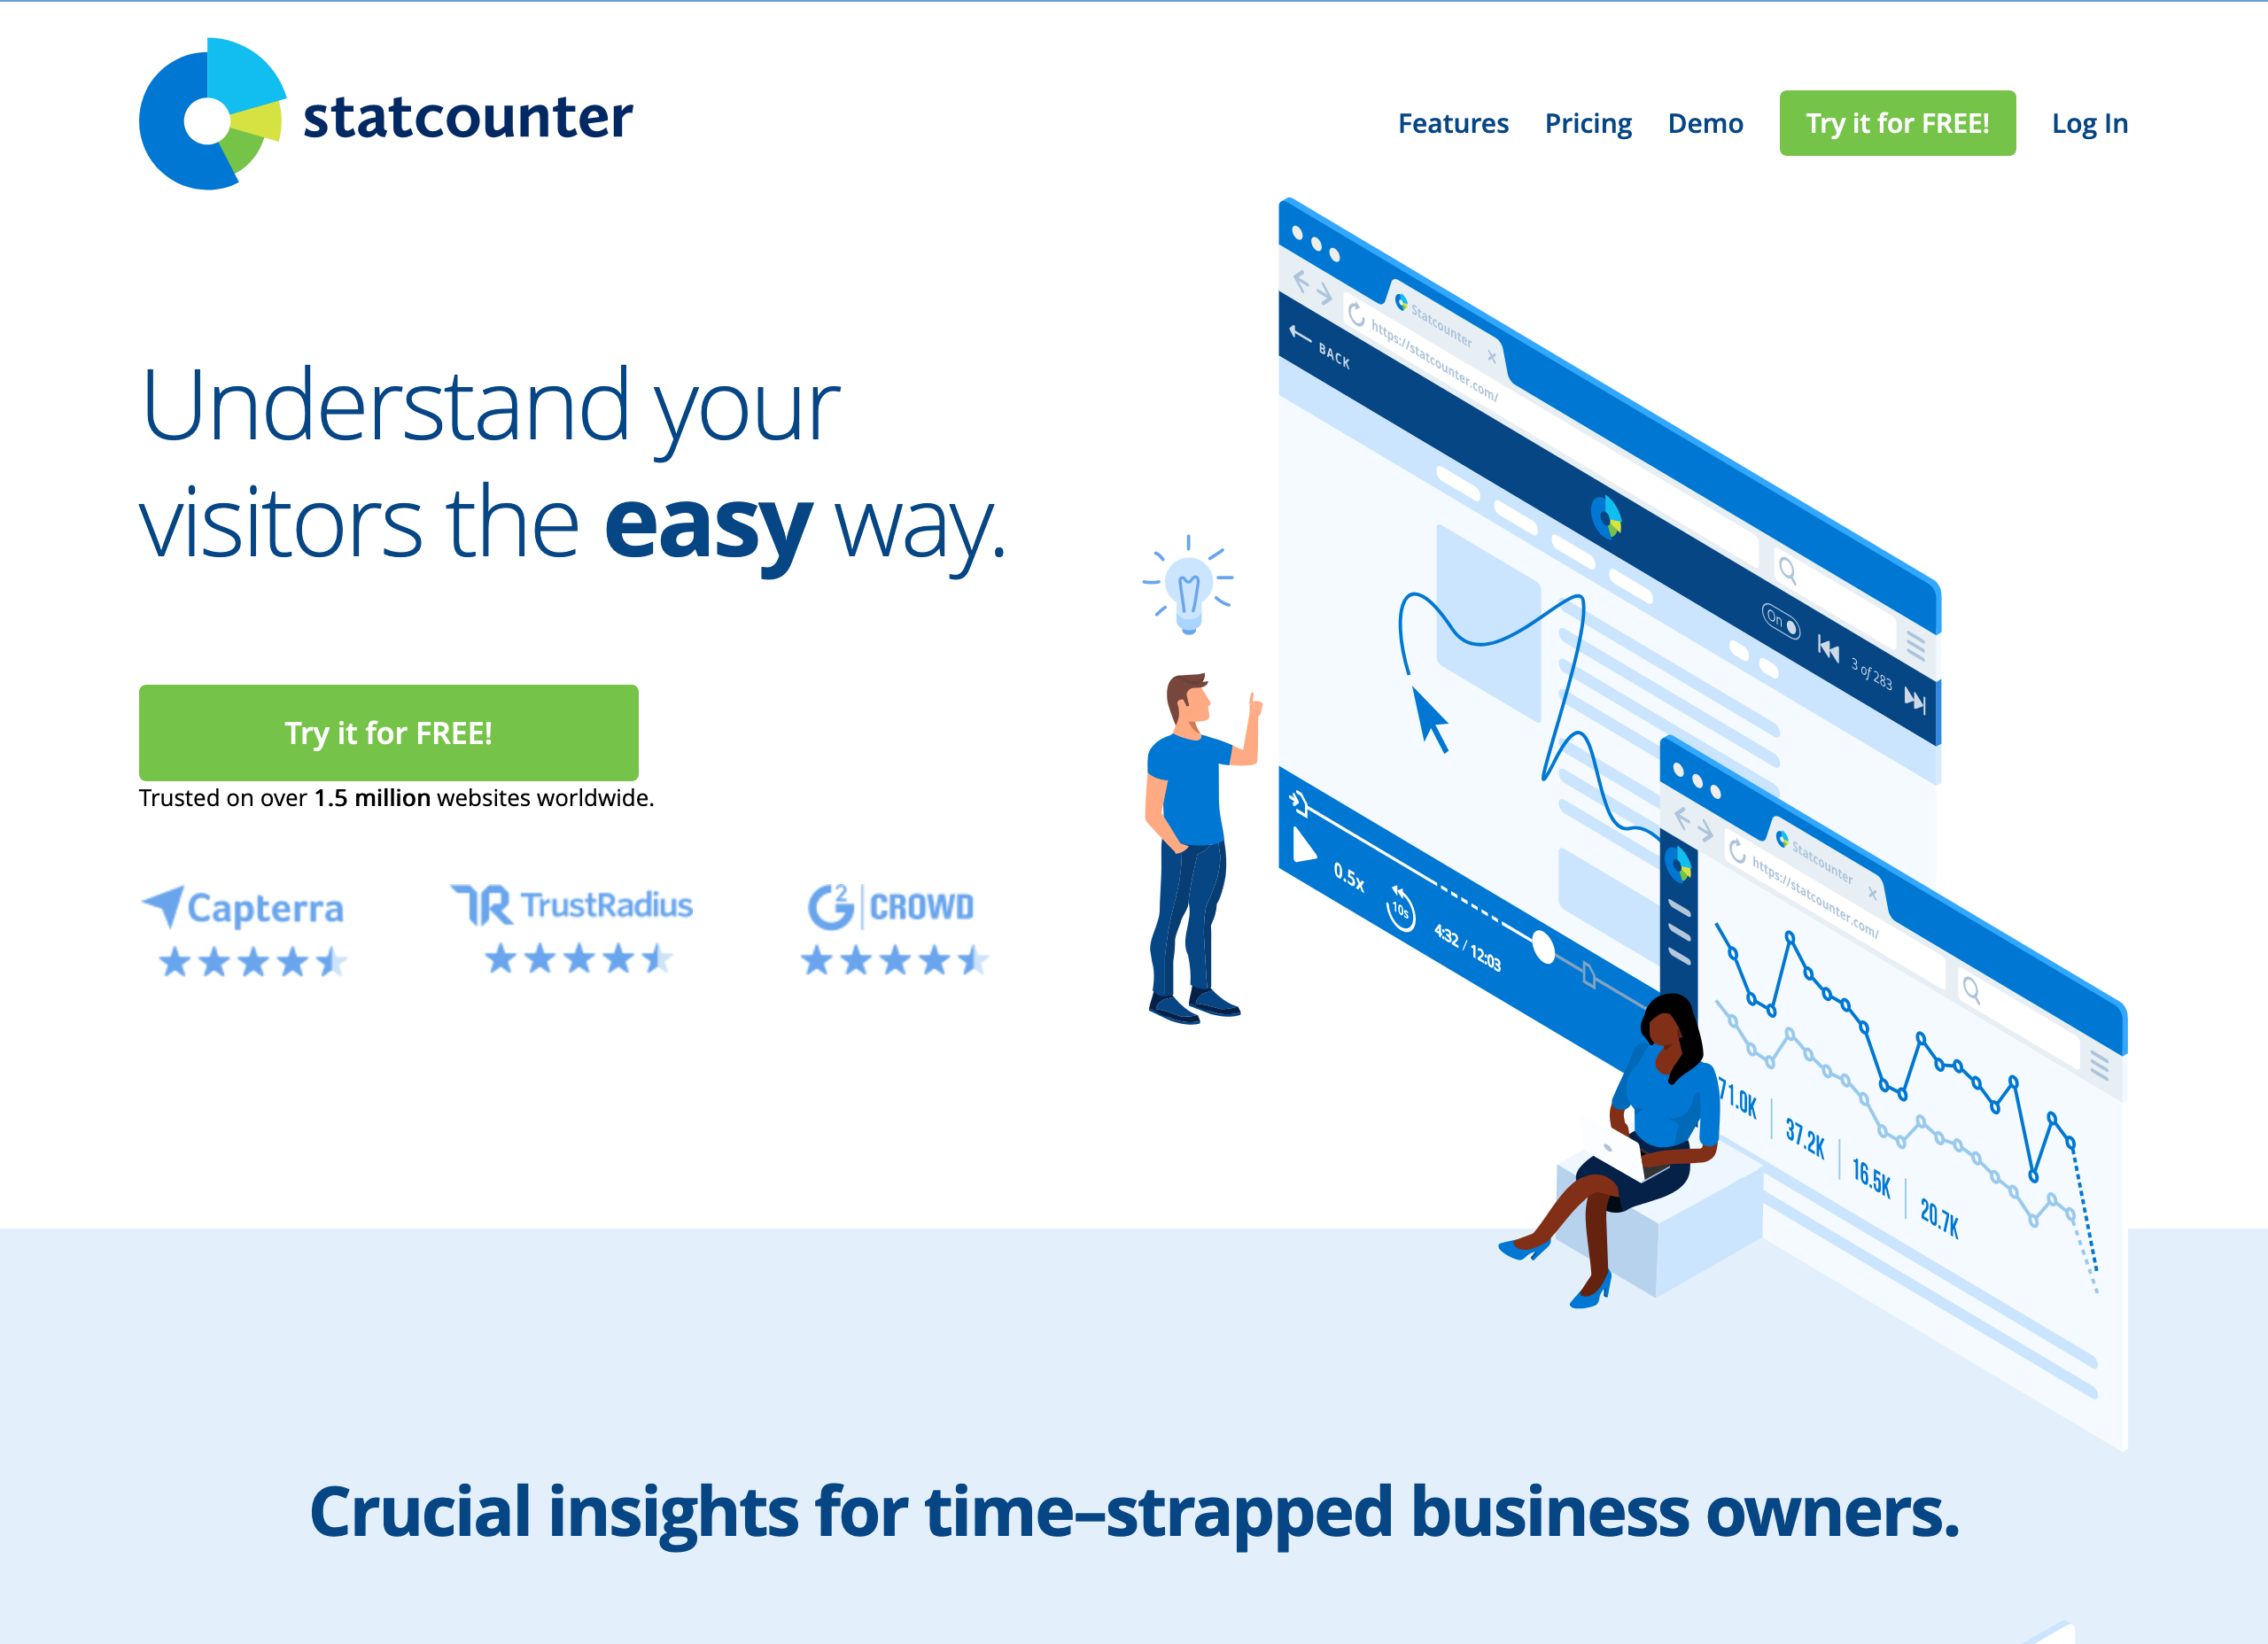 statcounter
Features Pricing Demo Try it for FREE! Log In
Understand your
visitors the easy way.
Try it for FREE!
Trusted on over 1.5 million websites worldwide.
Capterra
TrustRadius
G2 CROWD
Statcounter
https://statcounter.com/
BACK
On
3 of 283
0.5x
10s
4:32 / 12:03
Statcounter
https://statcounter.com/
71.0K
37.2K
16.5K
20.7K
Crucial insights for time–strapped business owners.